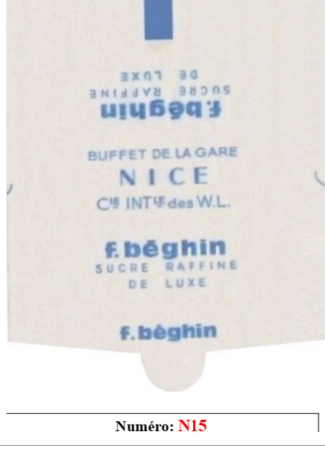 DE LUXE
SUCRE RAFFINE
f.béghin
BUFFET DE LA GARE
NICE
Cie INTLE des W.L.
f.béghin
SUCRE RAFFINE
DE LUXE
f.béghin
Numéro: N15